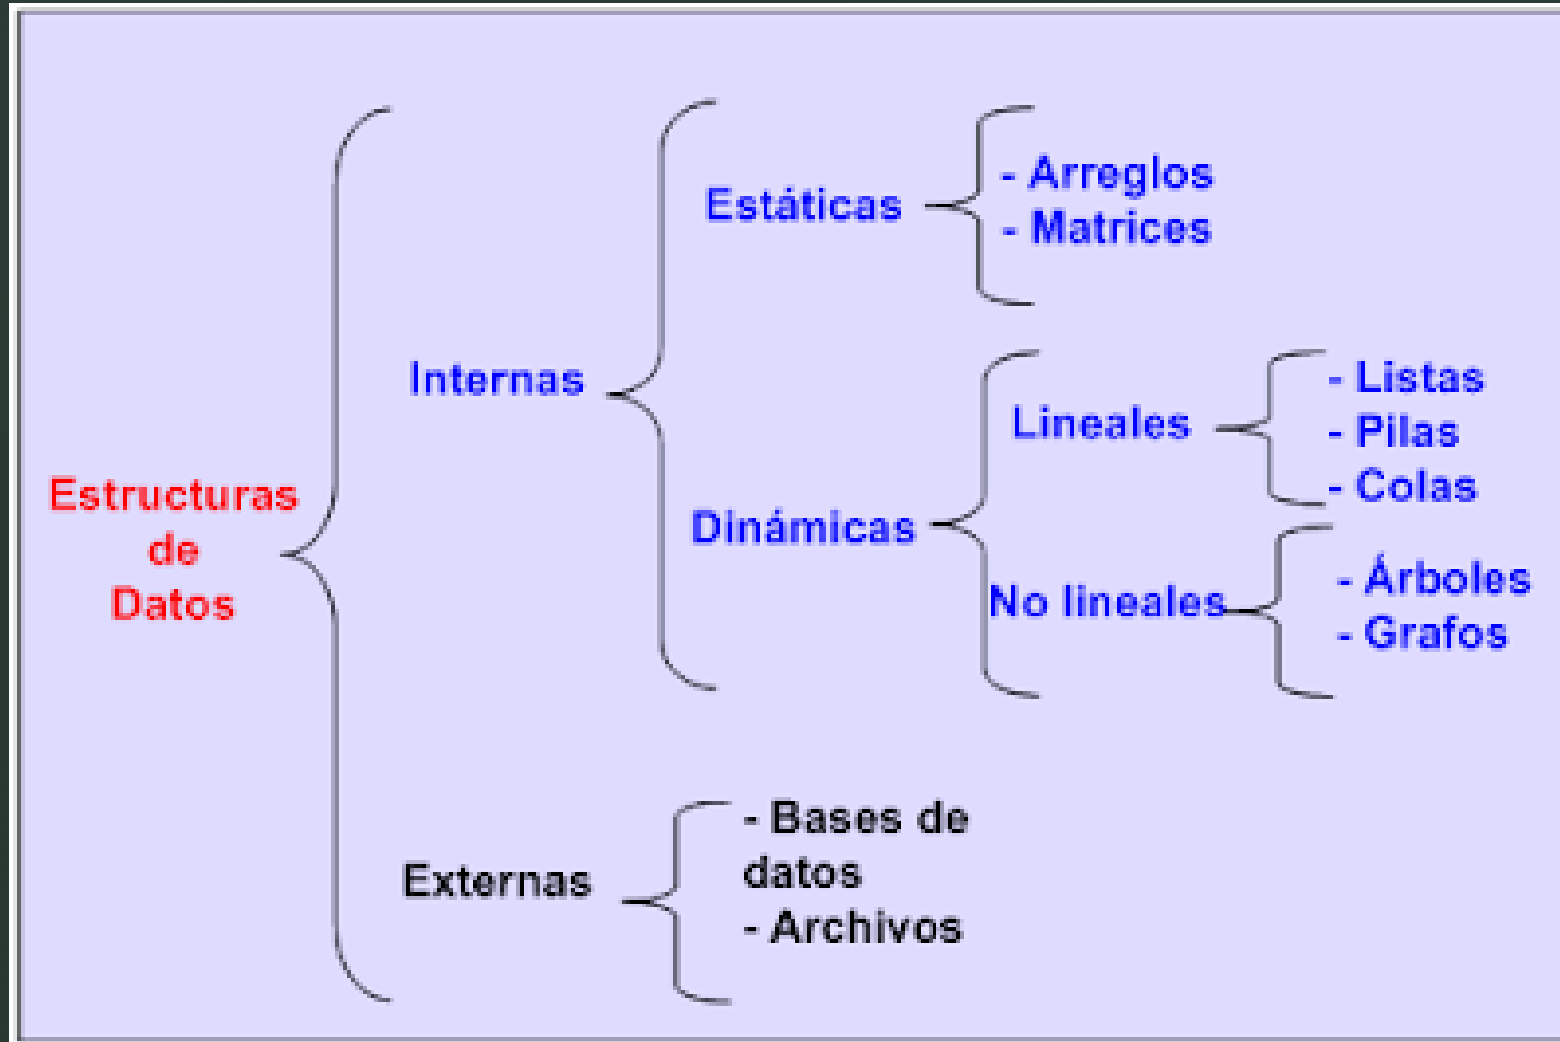 Estructuras
de
Datos
Internas
Estáticas
- Arreglos
- Matrices
Dinámicas
Lineales
- Listas
- Pilas
- Colas
No lineales
- Árboles
- Grafos
Externas
- Bases de
datos
- Archivos